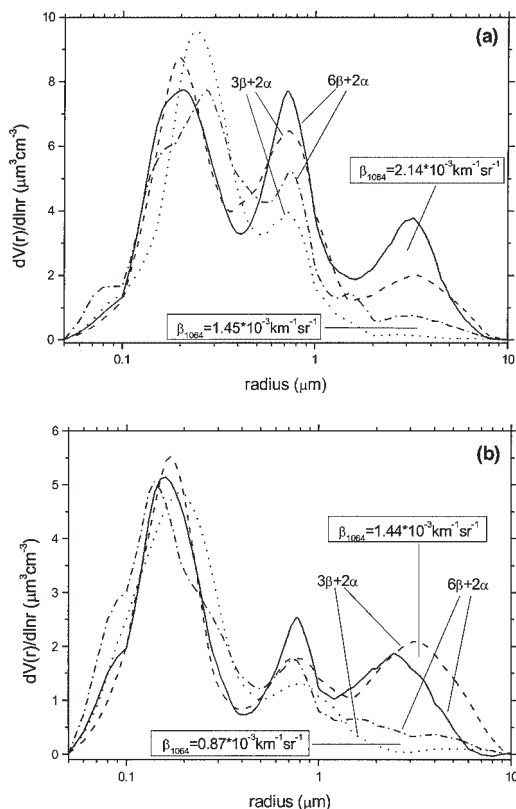 (a)
10
8
6
4
2
0
dV(r)/dlnr (μm³cm⁻³)
3β+2α
6β+2α
β₁₀₆₄=2.14*10⁻³km⁻¹sr⁻¹
β₁₀₆₄=1.45*10⁻³km⁻¹sr⁻¹
0.1
1
10
radius (μm)
(b)
6
5
4
3
2
1
0
dV(r)/dlnr (μm³cm⁻³)
β₁₀₆₄=1.44*10⁻³km⁻¹sr⁻¹
3β+2α
6β+2α
β₁₀₆₄=0.87*10⁻³km⁻¹sr⁻¹
0.1
1
10
radius (μm)